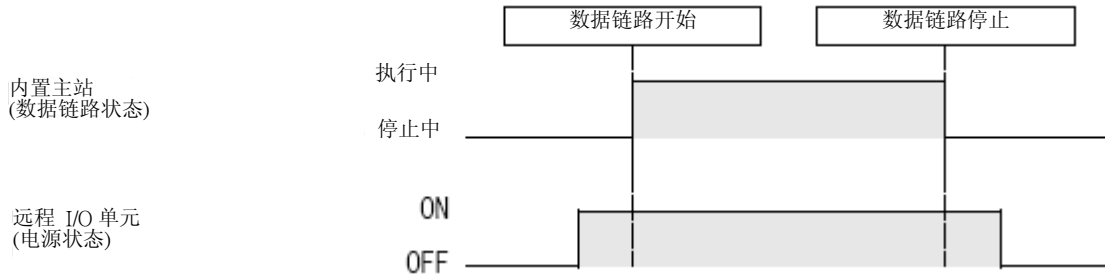 数据链路开始
数据链路停止
内置主站
(数据链路状态)
执行中
停止中
远程 I/O 单元
(电源状态)
ON
OFF